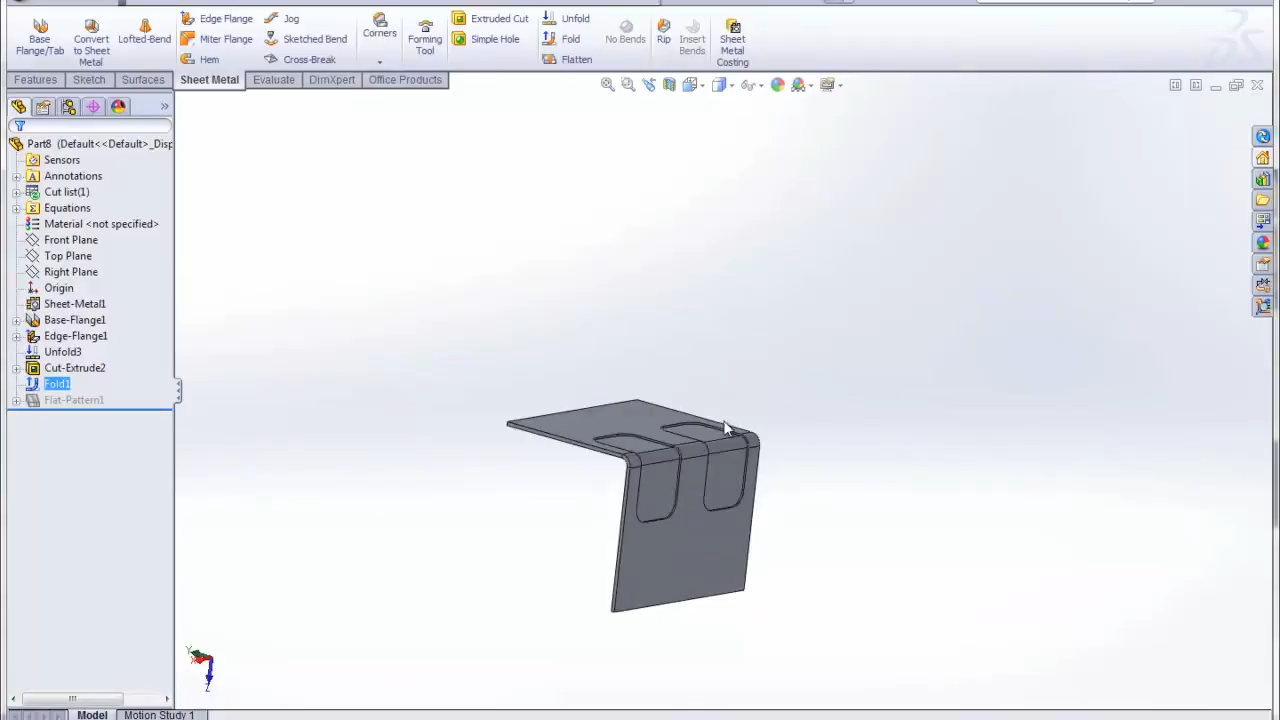 Base Flange/Tab
Convert to Sheet Metal
Lofted-Bend
Edge Flange
Miter Flange
Hem
Jog
Sketched Bend
Cross-Break
Corners
Forming Tool
Extruded Cut
Simple Hole
Unfold
Fold
Flatten
No Bends
Rip
Insert Bends
Sheet Metal Costing
Features
Sketch
Surfaces
Sheet Metal
Evaluate
DimXpert
Office Products
Part8 (Default<<Default>_Disp
Sensors
Annotations
Cut list(1)
Equations
Material <not specified>
Front Plane
Top Plane
Right Plane
Origin
Sheet-Metal1
Base-Flange1
Edge-Flange1
Unfold3
Cut-Extrude2
Fold1
Flat-Pattern1
Y
X
Z
Model
Motion Study 1